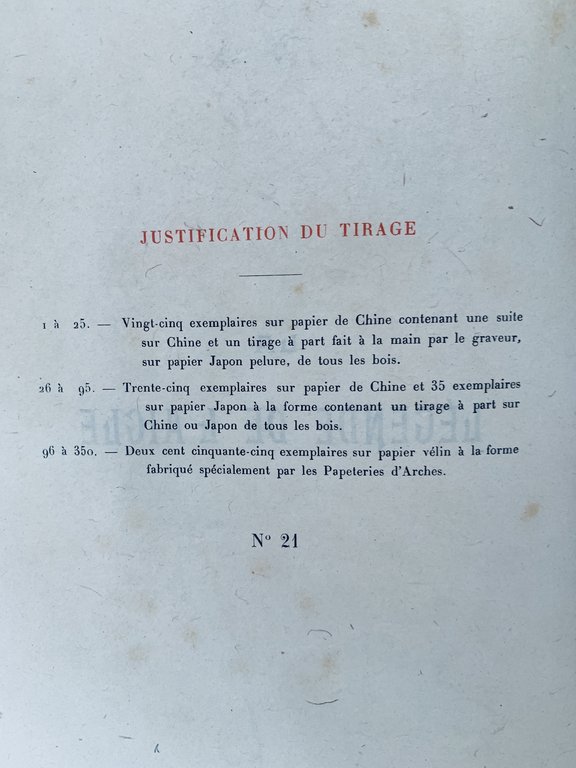 JUSTIFICATION DU TIRAGE
1 à 25. — Vingt-cinq exemplaires sur papier de Chine contenant une suite
sur Chine et un tirage à part fait à la main par le graveur,
sur papier Japon pelure, de tous les bois.
26 à 95. — Trente-cinq exemplaires sur papier de Chine et 35 exemplaires
sur papier Japon à la forme contenant un tirage à part sur
Chine ou Japon de tous les bois.
96 à 350. — Deux cent cinquante-cinq exemplaires sur papier vélin à la forme
fabriqué spécialement par les Papeteries d'Arches.
Nº 21